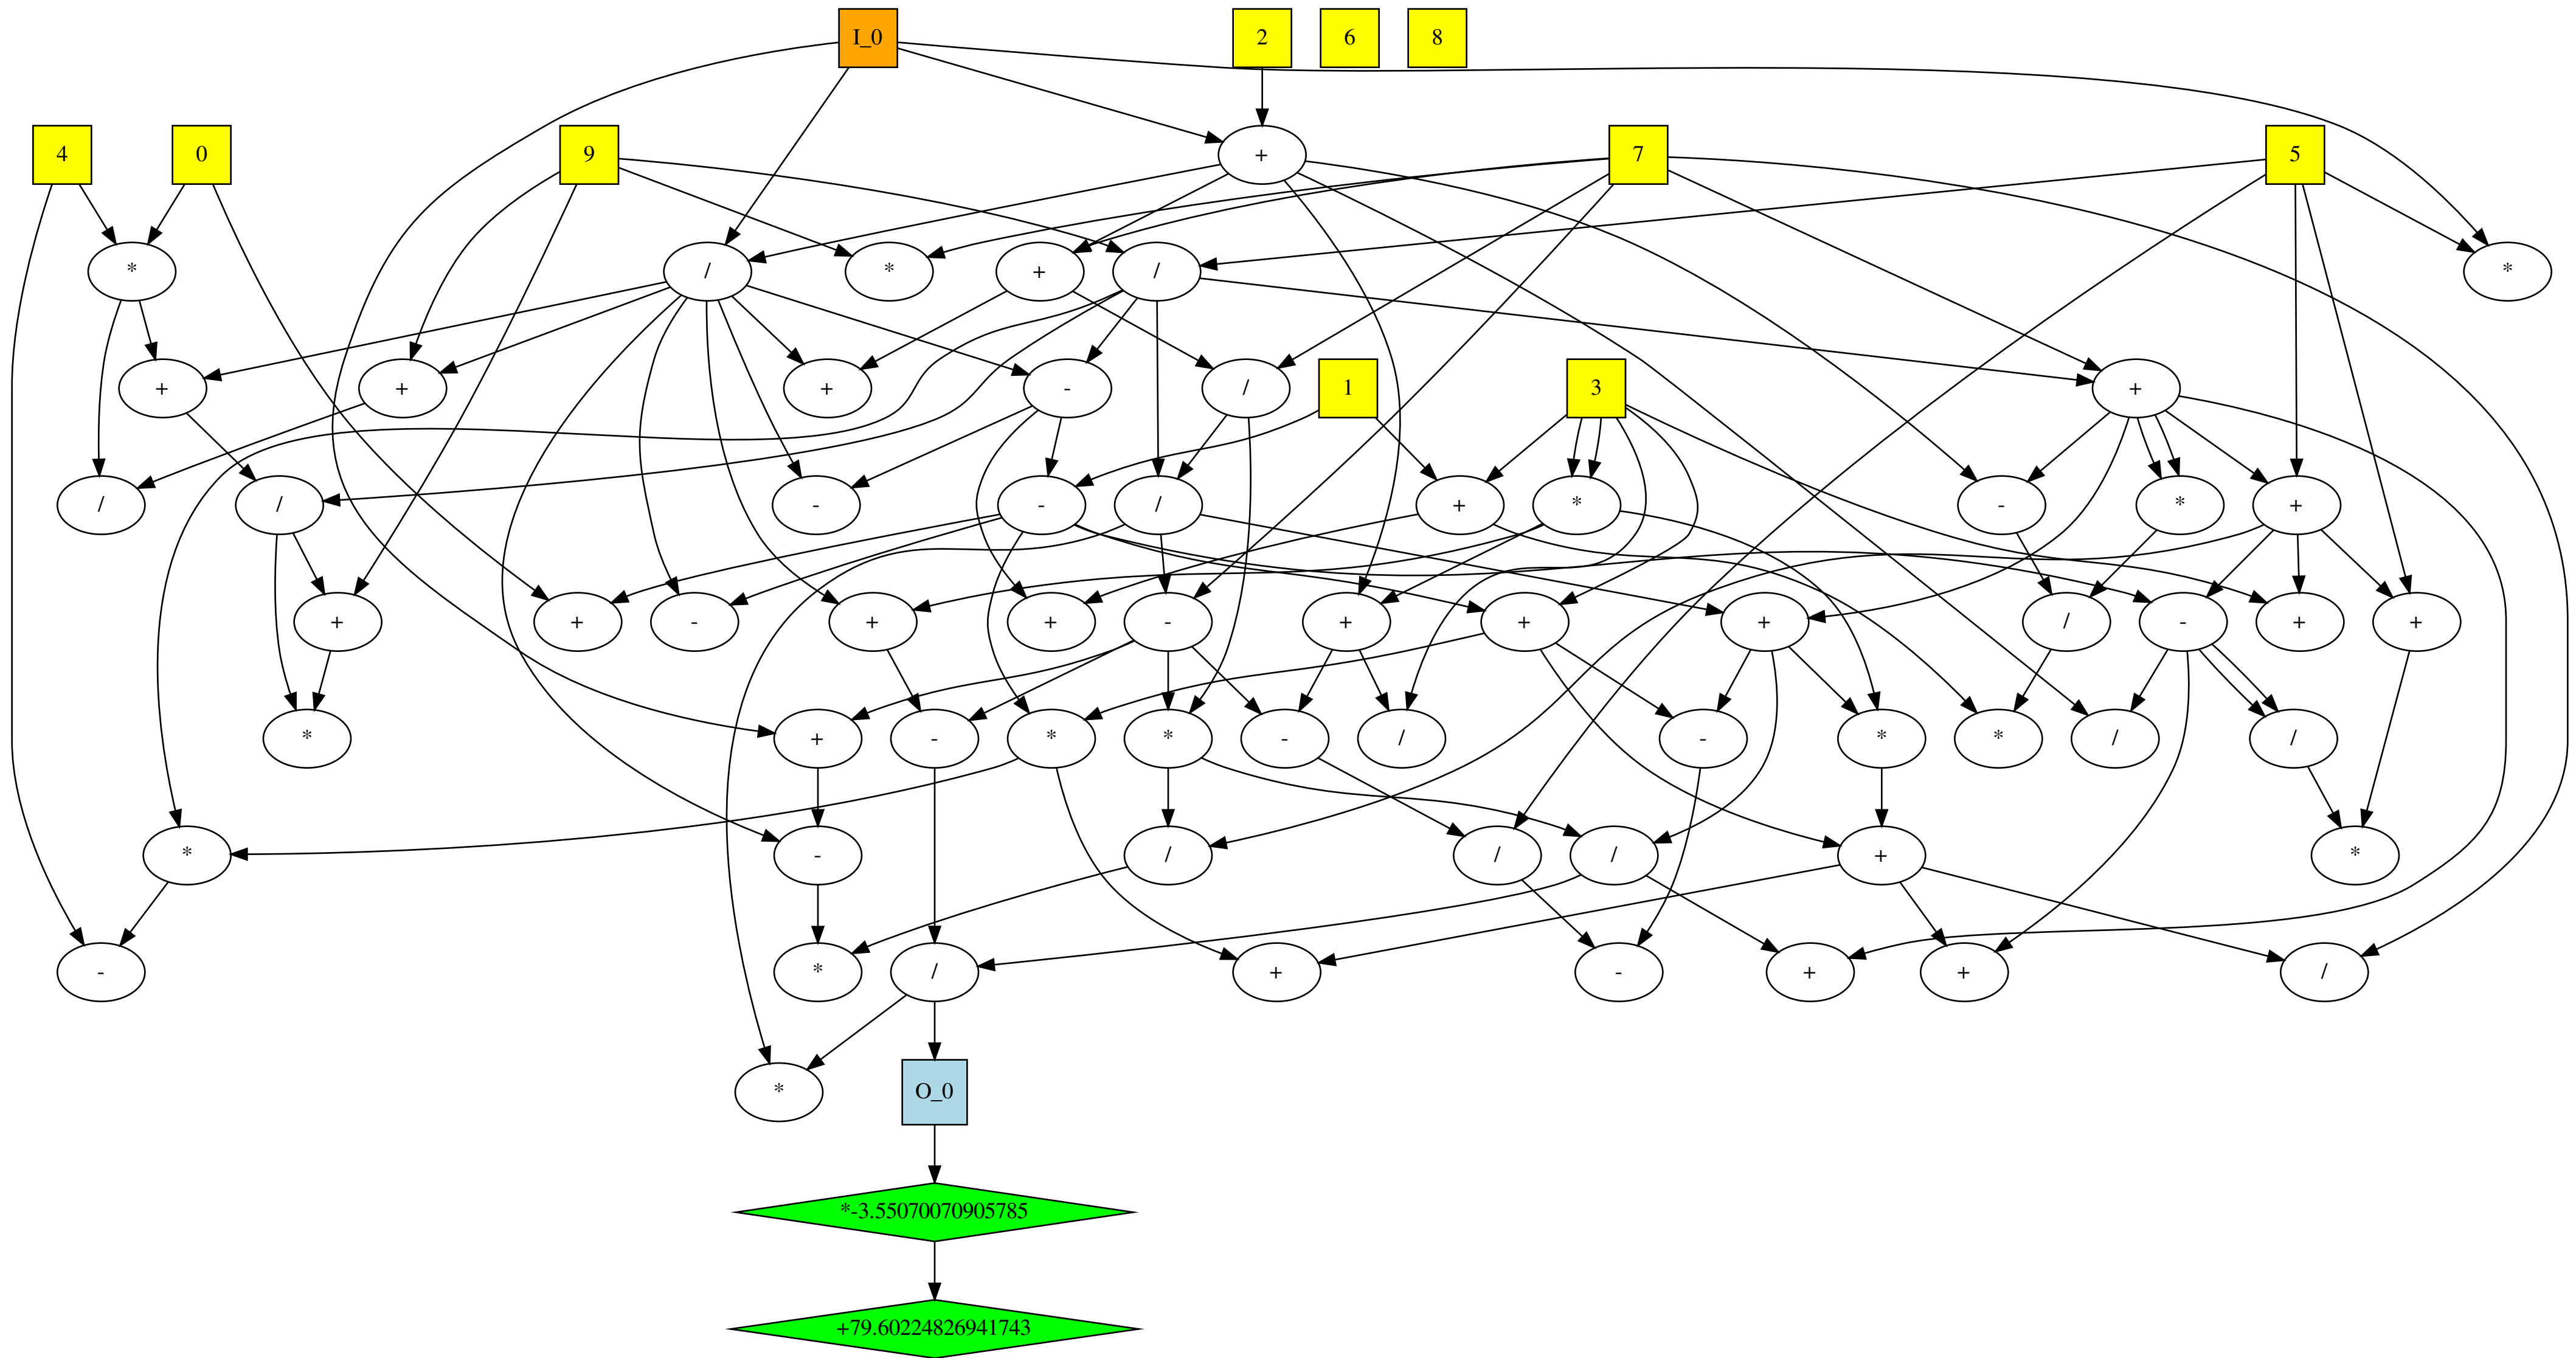 I_0 2 6 8
4 0 9 + 7 5
* / * + / *
+ + + - / 1 3 +
/ / - - / + * - * +
+ + - + + - + + + / - + +
* + - * * - / - * * / /
* - / / / + *
- * / + - + + /
* O_0
*-3.55070070905785
+79.60224826941743